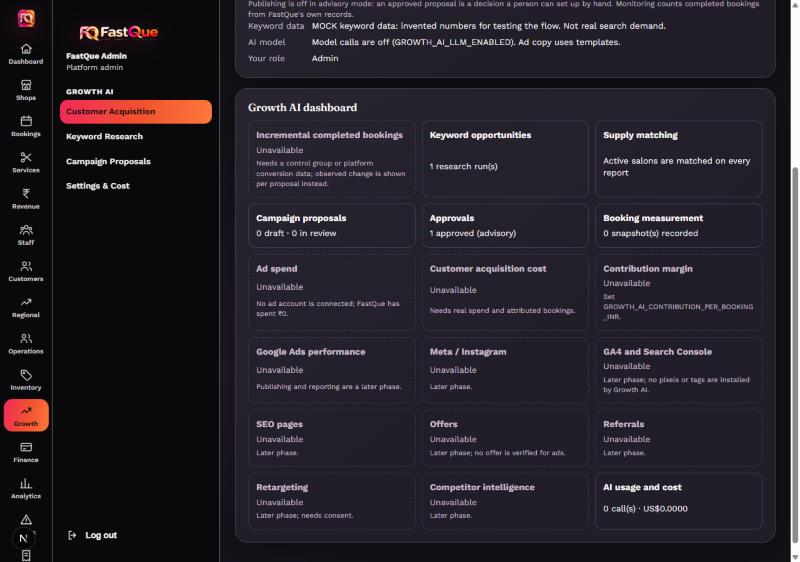 FastQue
Dashboard
Shops
Bookings
Services
Revenue
Staff
Customers
Regional
Operations
Inventory
Growth
Finance
Analytics
N
FastQue Admin
Platform admin
GROWTH AI
Customer Acquisition
Keyword Research
Campaign Proposals
Settings & Cost
Log out
Publishing is off in advisory mode: an approved proposal is a decision a person can set up by hand. Monitoring counts completed bookings
from FastQue's own records.
Keyword data MOCK keyword data: invented numbers for testing the flow. Not real search demand.
AI model Model calls are off (GROWTH_AI_LLM_ENABLED). Ad copy uses templates.
Your role Admin
Growth AI dashboard
Incremental completed bookings
Unavailable
Needs a control group or platform
conversion data; observed change is shown
per proposal instead.
Keyword opportunities
1 research run(s)
Supply matching
Active salons are matched on every
report
Campaign proposals
0 draft · 0 in review
Approvals
1 approved (advisory)
Booking measurement
0 snapshot(s) recorded
Ad spend
Unavailable
No ad account is connected; FastQue has
spent ₹0.
Customer acquisition cost
Unavailable
Needs real spend and attributed bookings.
Contribution margin
Unavailable
Set
GROWTH_AI_CONTRIBUTION_PER_BOOKING
_INR.
Google Ads performance
Unavailable
Publishing and reporting are a later phase.
Meta / Instagram
Unavailable
Later phase.
GA4 and Search Console
Unavailable
Later phase; no pixels or tags are installed
by Growth AI.
SEO pages
Unavailable
Later phase.
Offers
Unavailable
Later phase; no offer is verified for ads.
Referrals
Unavailable
Later phase.
Retargeting
Unavailable
Later phase; needs consent.
Competitor intelligence
Unavailable
Later phase.
AI usage and cost
0 call(s) · US$0.0000